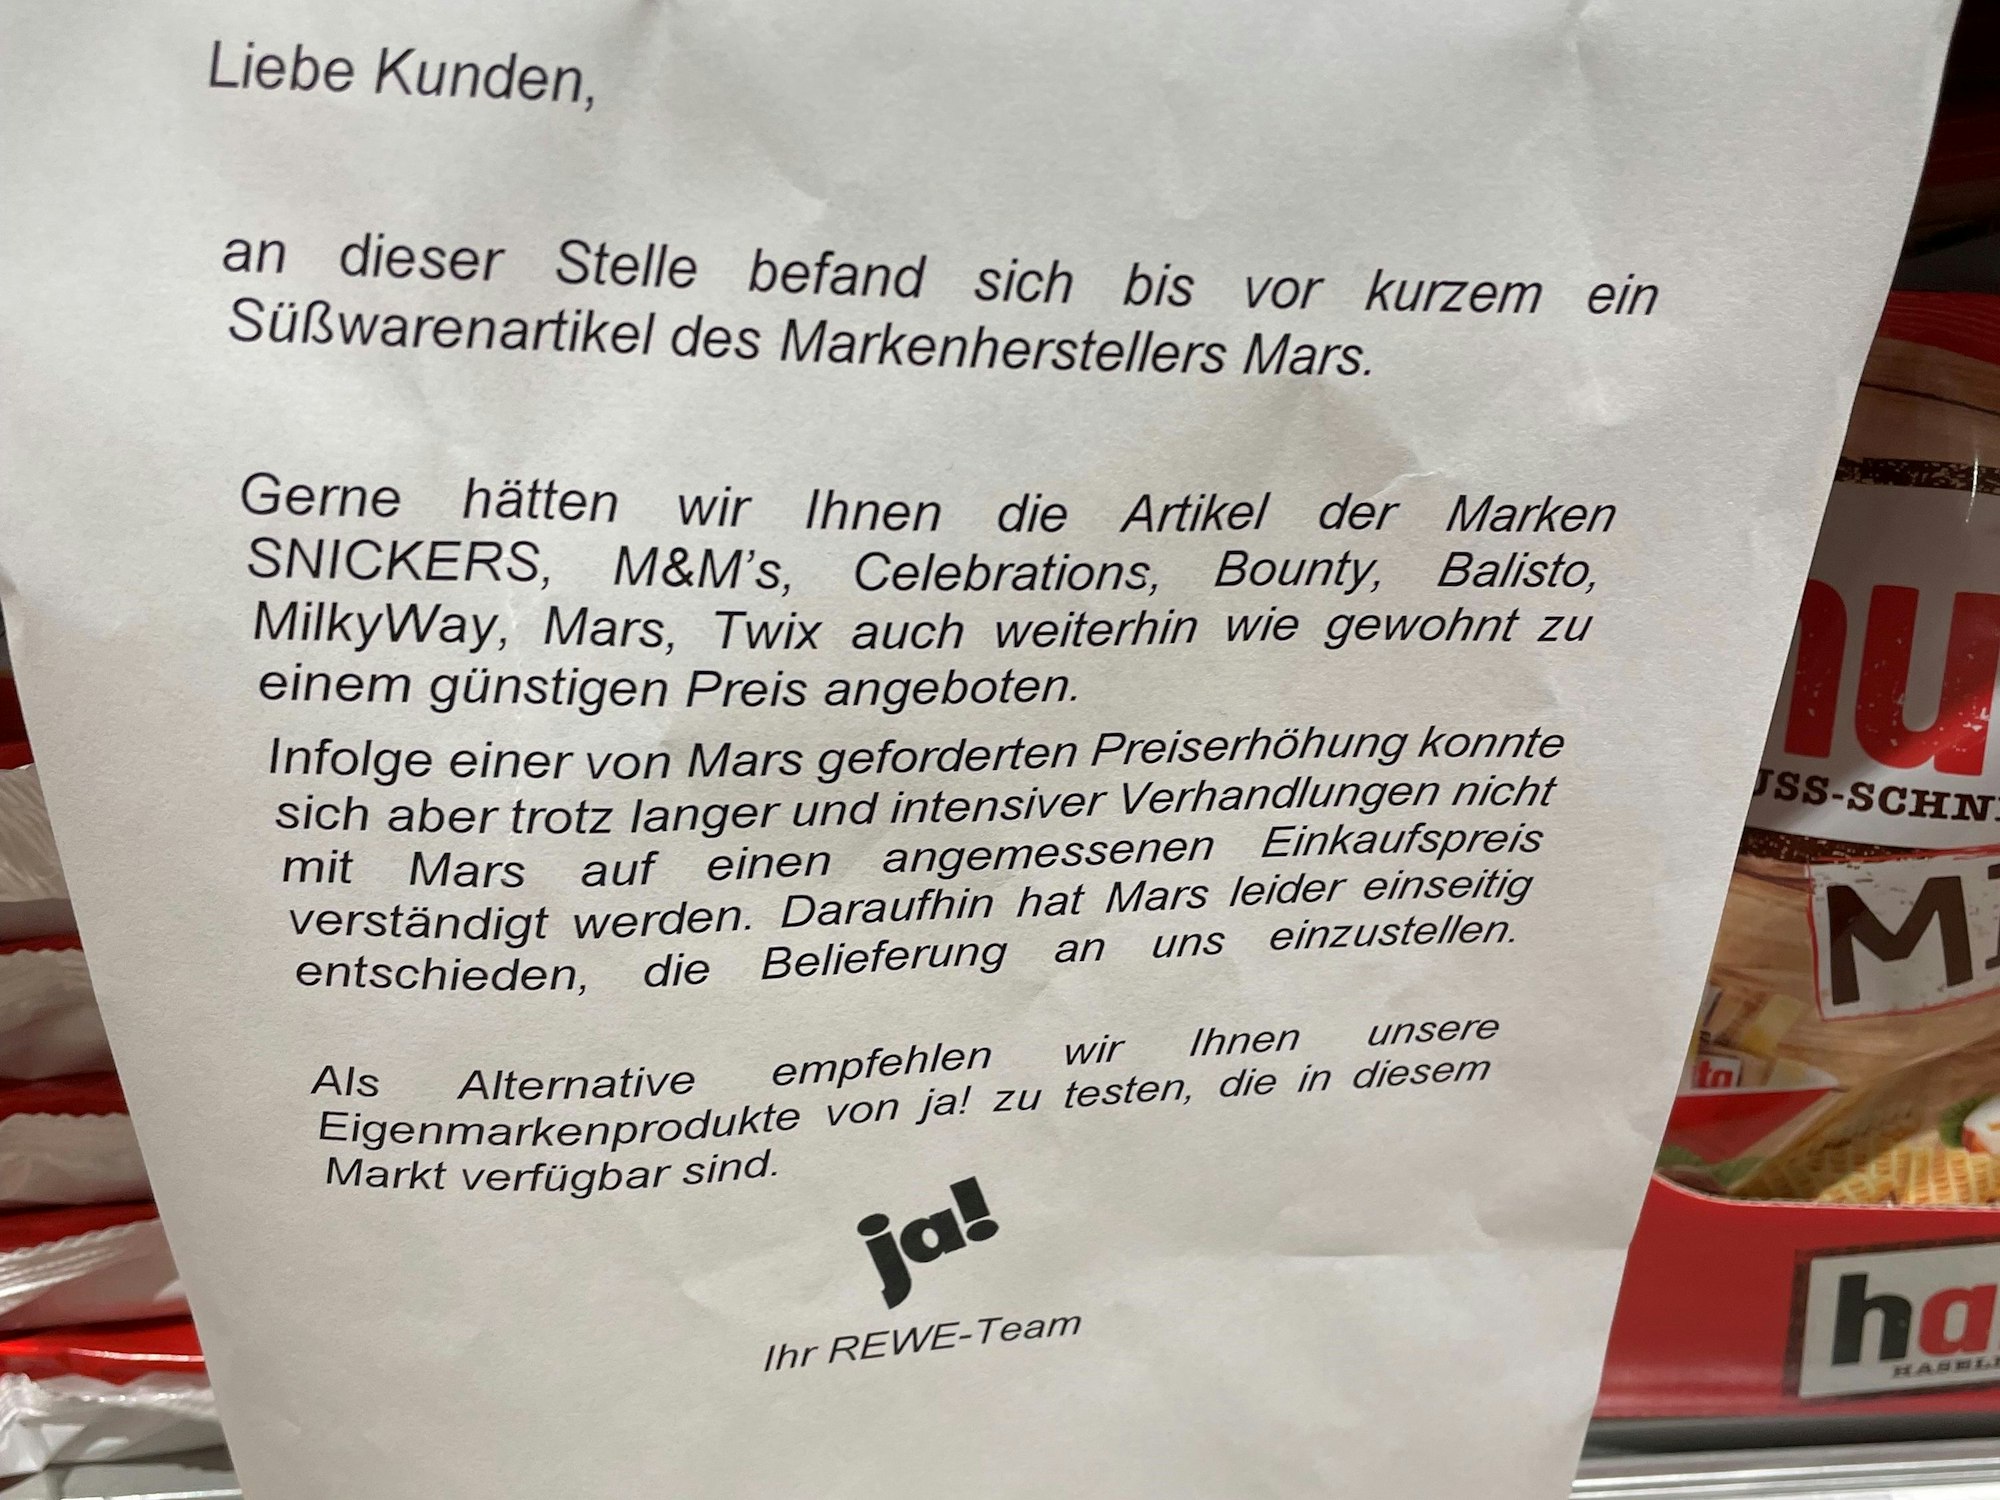 Liebe Kunden,
an dieser Stelle befand sich bis vor kurzem ein
Süßwarenartikel des Markenherstellers Mars.
Gerne hätten wir Ihnen die Artikel der Marken
SNICKERS, M&M’s, Celebrations, Bounty, Balisto,
MilkyWay, Mars, Twix auch weiterhin wie gewohnt zu
einem günstigen Preis angeboten.
Infolge einer von Mars geforderten Preiserhöhung konnte
sich aber trotz langer und intensiver Verhandlungen nicht
mit Mars auf einen angemessenen Einkaufspreis
verständigt werden. Daraufhin hat Mars leider einseitig
entschieden, die Belieferung an uns einzustellen.
Als Alternative empfehlen wir Ihnen unsere
Eigenmarkenprodukte von ja! zu testen, die in diesem
Markt verfügbar sind.
ja!
Ihr REWE-Team